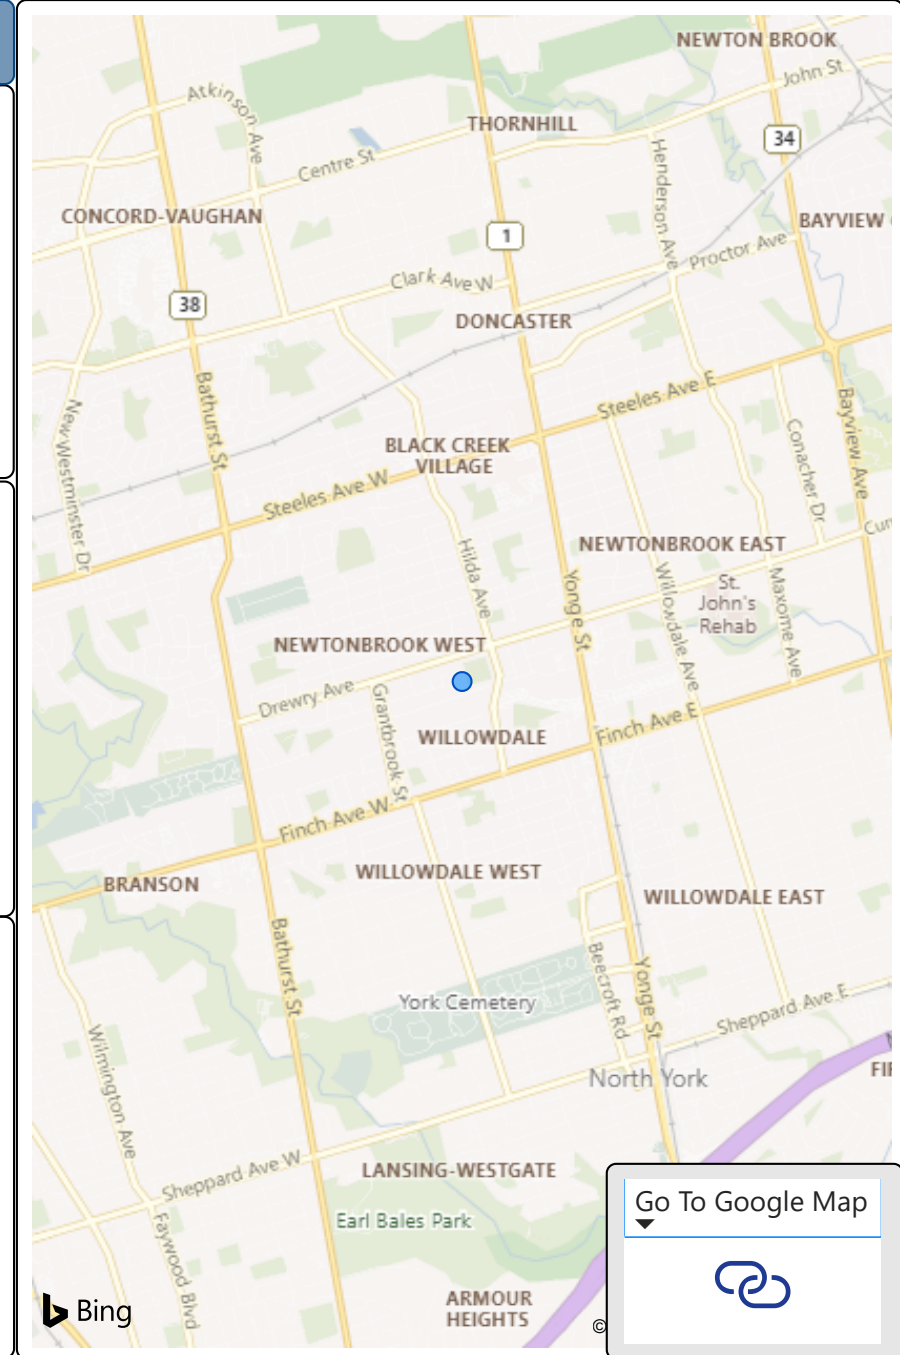 NEWTON BROOK
John St
Atkinson Ave
THORNHILL
34
Centre St
Henderson Ave
CONCORD-VAUGHAN
BAYVIEW
1
Proctor Ave
Clark Ave W
38
DONCASTER
Bathurst St
Steeles Ave E
Bayview Ave
New Westminster Dr
Conacher Dr
BLACK CREEK
VILLAGE
Steeles Ave W
Hilda Ave
NEWTONBROOK EAST
Yonge St
Willowdale Ave
St.
John's
Rehab
Maxome Ave
NEWTONBROOK WEST
Drewry Ave
Grantbrook St
WILLOWDALE
Finch Ave E
Finch Ave W
WILLOWDALE WEST
BRANSON
WILLOWDALE EAST
Bathurst St
Beecroft Rd
Yonge St
York Cemetery
Sheppard Ave E
Wilmington Ave
North York
Sheppard Ave W
LANSING-WESTGATE
Earl Bales Park
Faywood Blvd
Go To Google Map
Bing
ARMOUR
HEIGHTS
©